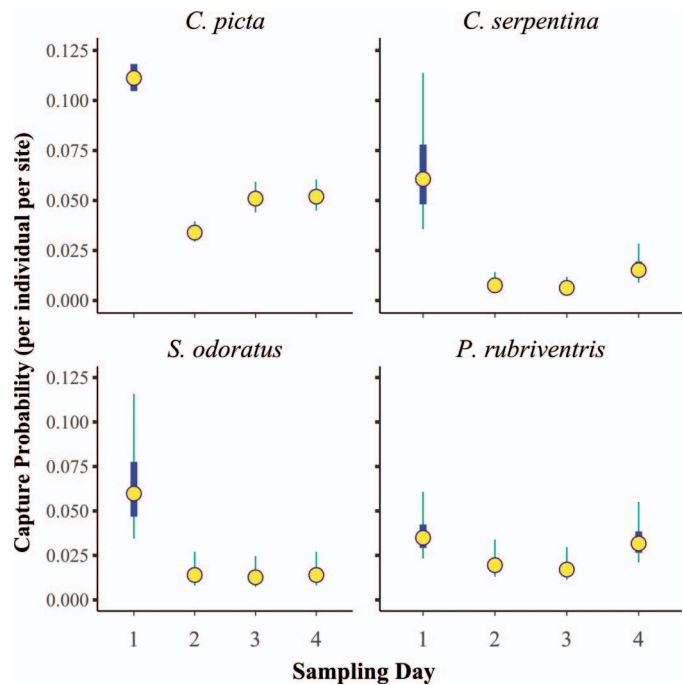 C. picta
C. serpentina
0.125
0.100
0.075
0.050
0.025
0.000
S. odoratus
P. rubriventris
0.125
0.100
0.075
0.050
0.025
0.000
1 2 3 4
1 2 3 4
Sampling Day
Capture Probability (per individual per site)